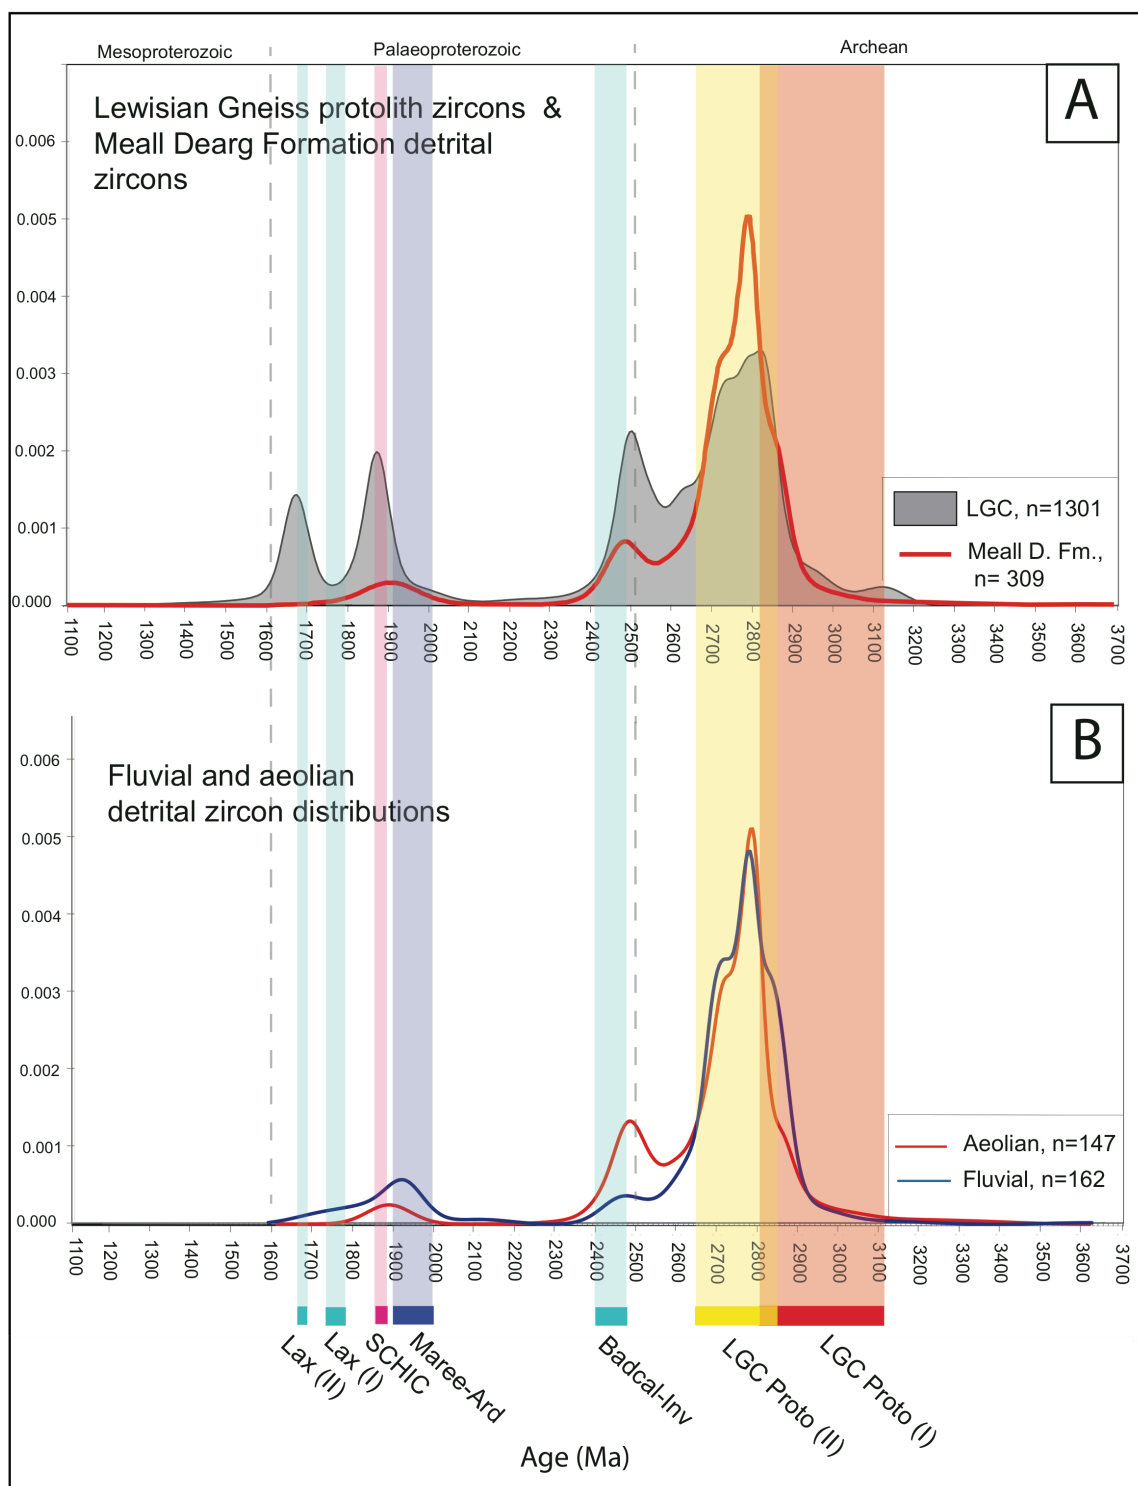 Mesoproterozoic Palaeoproterozoic Archean
A
Lewisian Gneiss protolith zircons &
Meall Dearg Formation detrital
zircons
0.006
0.005
0.004
0.003
0.002
0.001
0.000
LGC, n=1301
Meall D. Fm.,
n= 309
1100 1200 1300 1400 1500 1600 1700 1800 1900 2000 2100 2200 2300 2400 2500 2600 2700 2800 2900 3000 3100 3200 3300 3400 3500 3600 3700
B
Fluvial and aeolian
detrital zircon distributions
0.006
0.005
0.004
0.003
0.002
0.001
0.000
Aeolian, n=147
Fluvial, n=162
1100 1200 1300 1400 1500 1600 1700 1800 1900 2000 2100 2200 2300 2400 2500 2600 2700 2800 2900 3000 3100 3200 3300 3400 3500 3600 3700
Lax (II)
Lax (I)
SCHIC
Maree-Ard
Badcal-Inv
LGC Proto (II)
LGC Proto (I)
Age (Ma)